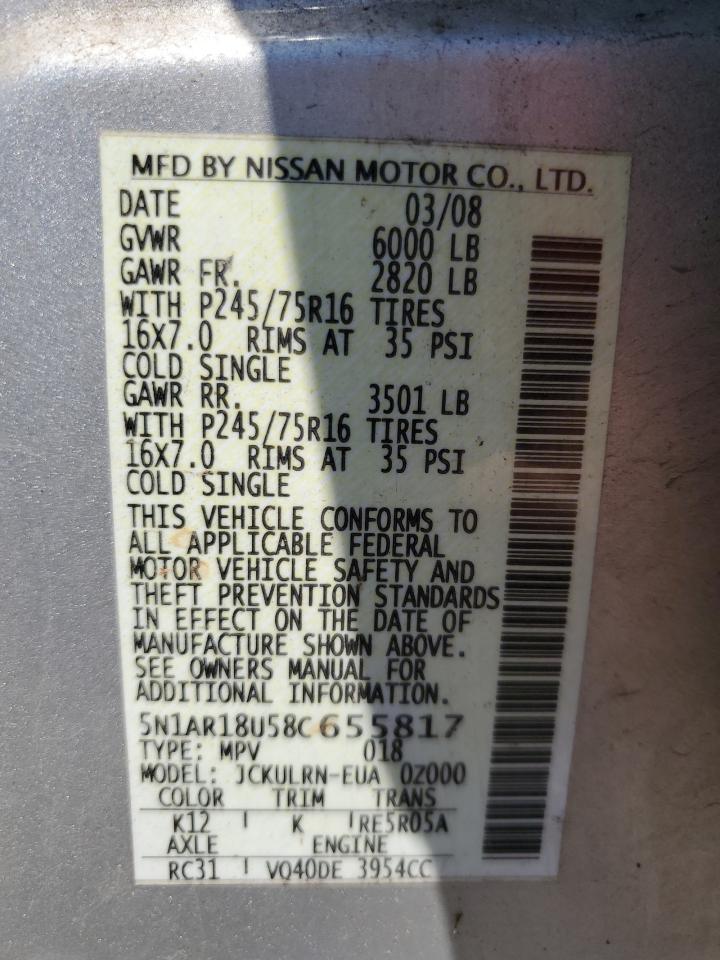 MFD BY NISSAN MOTOR CO., LTD.
DATE 03/08
GVWR 6000 LB
GAWR FR. 2820 LB
WITH P245/75R16 TIRES
16X7.0 RIMS AT 35 PSI
COLD SINGLE
GAWR RR. 3501 LB
WITH P245/75R16 TIRES
16X7.0 RIMS AT 35 PSI
COLD SINGLE
THIS VEHICLE CONFORMS TO
ALL APPLICABLE FEDERAL
MOTOR VEHICLE SAFETY AND
THEFT PREVENTION STANDARDS
IN EFFECT ON THE DATE OF
MANUFACTURE SHOWN ABOVE.
SEE OWNERS MANUAL FOR
ADDITIONAL INFORMATION
5N1AR18U58C655817
TYPE: MPV 018
MODEL: JCKULRN-EUA 0Z000
COLOR TRIM TRANS
K12 K RE5R05A
AXLE ENGINE
RC31 VQ40DE 3954CC